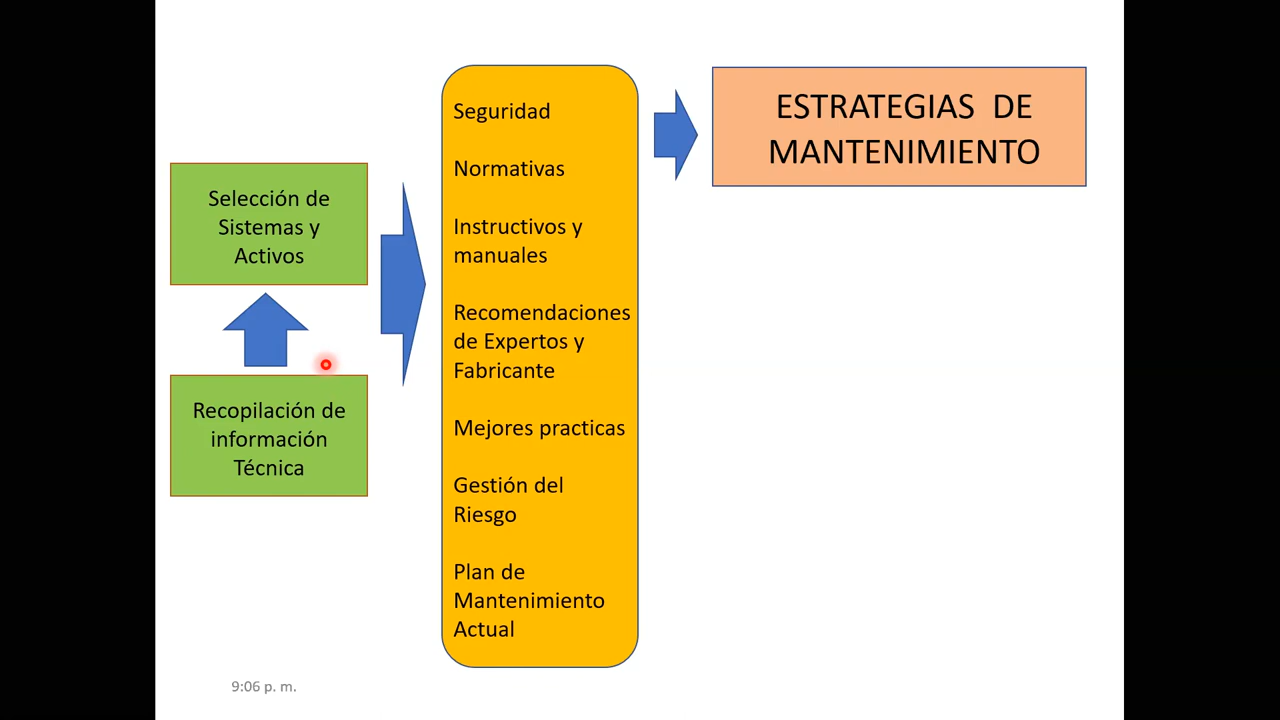 Selección de
Sistemas y
Activos
Recopilación de
información
Técnica
Seguridad
Normativas
Instructivos y
manuales
Recomendaciones
de Expertos y
Fabricante
Mejores practicas
Gestión del
Riesgo
Plan de
Mantenimiento
Actual
ESTRATEGIAS  DE
MANTENIMIENTO
9:06 p. m.